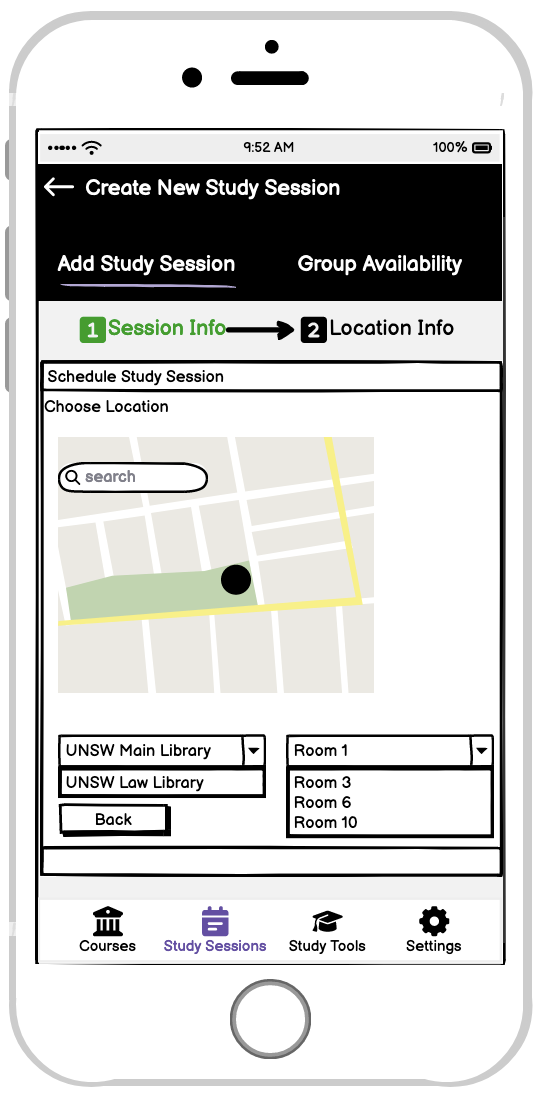 9:52 AM 100%
Create New Study Session
Add Study Session Group Availability
1 Session Info 2 Location Info
Schedule Study Session
Choose Location
search
UNSW Main Library Room 1
UNSW Law Library Room 3
Room 6
Back Room 10
Courses Study Sessions Study Tools Settings